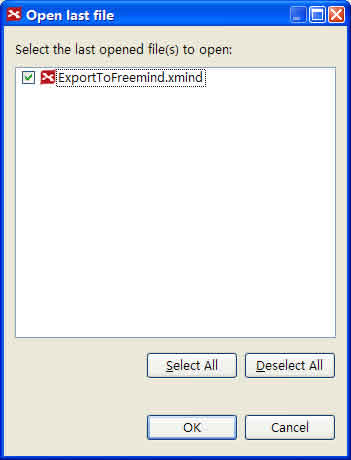 Open last file
Select the last opened file(s) to open:
ExportToFreemind.xmind
Select All
Deselect All
OK
Cancel